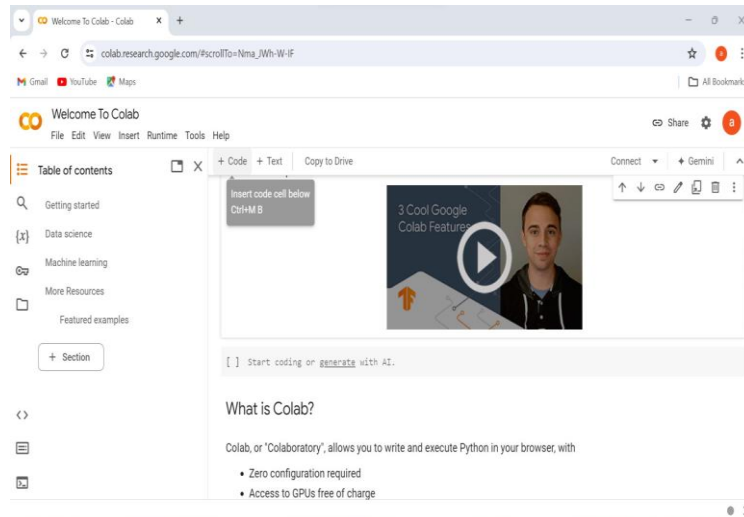 Welcome To Colab - Colab
colab.research.google.com/#scrollTo=Nma_JWh-W-IF
Gmail YouTube Maps
All Bookmark
Welcome To Colab
File Edit View Insert Runtime Tools Help
Share
a
Table of contents
+ Code + Text Copy to Drive
Connect
Gemini
Insert code cell below
Ctrl+M B
Getting started
Data science
Machine learning
More Resources
Featured examples
+ Section
3 Cool Google
Colab Features
[ ] Start coding or generate with AI.
What is Colab?
Colab, or "Colaboratory", allows you to write and execute Python in your browser, with
• Zero configuration required
• Access to GPUs free of charge